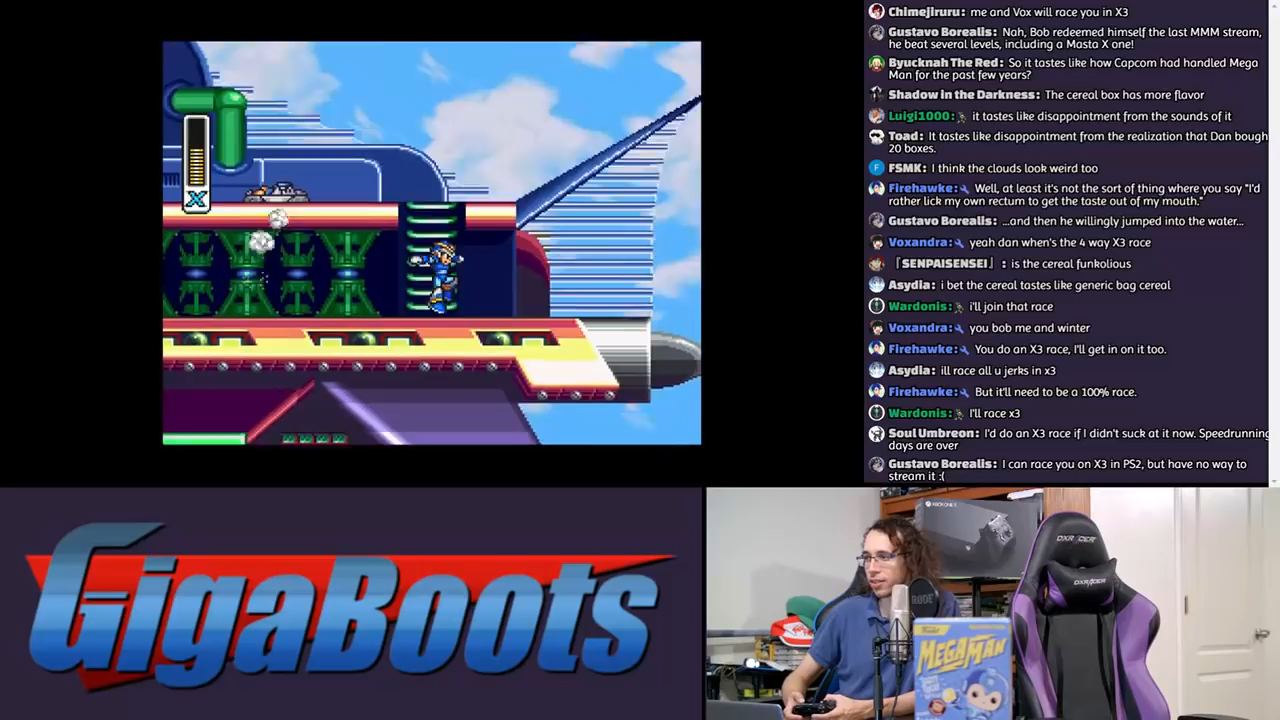 Chimejiruru: me and Vox will race you in X3
Gustavo Borealis: Nah, Bob redeemed himself the last MMM stream,
he beat several levels, including a Masta X one!
Byucknah The Red: So it tastes like how Capcom had handled Mega
Man for the past few years?
Shadow in the Darkness: The cereal box has more flavor
Luigi1000: it tastes like disappointment from the sounds of it
Toad: It tastes like disappointment from the realization that Dan bough
20 boxes.
FSMK: I think the clouds look weird too
Firehawke: Well, at least it's not the sort of thing where you say "I'd
rather lick my own rectum to get the taste out of my mouth."
Gustavo Borealis: ...and then he willingly jumped into the water...
Voxandra: yeah dan when's the 4 way X3 race
「SENPAISENSEI」: is the cereal funkolious
Asydia: i bet the cereal tastes like generic bag cereal
Wardonis: i'll join that race
Voxandra: you bob me and winter
Firehawke: You do an X3 race, I'll get in on it too.
Asydia: ill race all u jerks in x3
Firehawke: But it'll need to be a 100% race.
Wardonis: I'll race x3
Soul Umbreon: I'd do an X3 race if I didn't suck at it now. Speedrunning
days are over
Gustavo Borealis: I can race you on X3 in PS2, but have no way to
stream it :(
X
GigaBoots
XBOX ONE X
DXRACER
DXRACER
RØDE
MEGAMAN